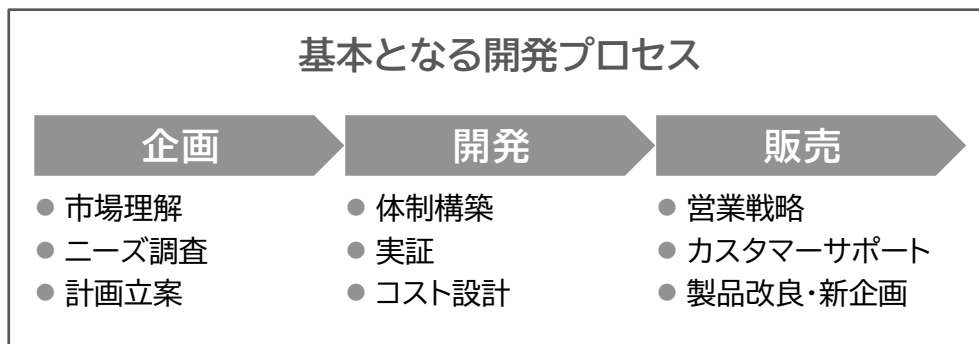 基本となる開発プロセス
企画
市場理解
ニーズ調査
計画立案
開発
体制構築
実証
コスト設計
販売
営業戦略
カスタマーサポート
製品改良・新企画